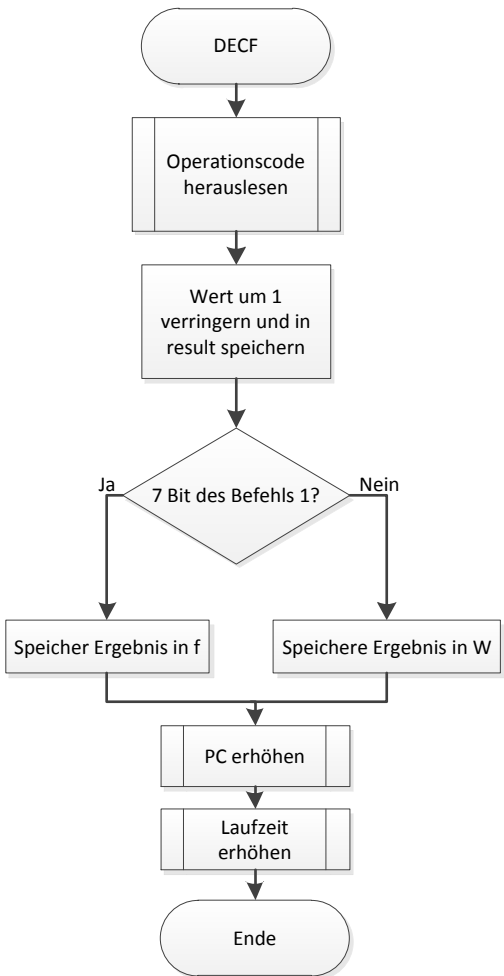 DECF
Operationscode
herauslesen
Wert um 1
verringern und in
result speichern
Ja
7 Bit des Befehls 1?
Nein
Speicher Ergebnis in f
Speichere Ergebnis in W
PC erhöhen
Laufzeit
erhöhen
Ende